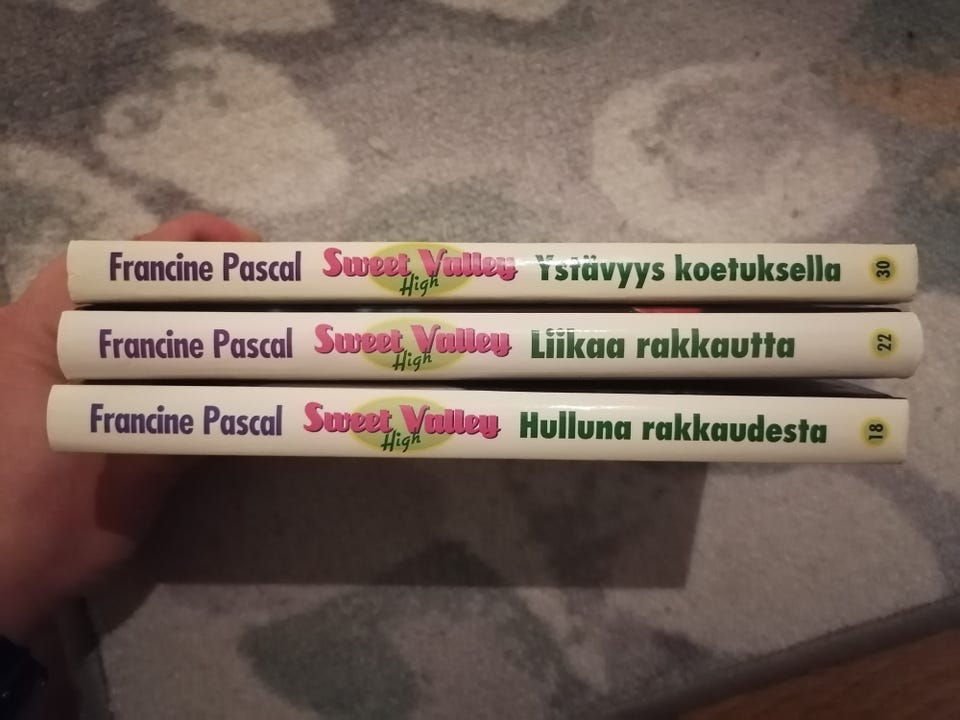 Francine Pascal Sweet Valley High Ystävyys koetuksella 30
Francine Pascal Sweet Valley High Liikaa rakkautta 22
Francine Pascal Sweet Valley High Hulluna rakkaudesta 18